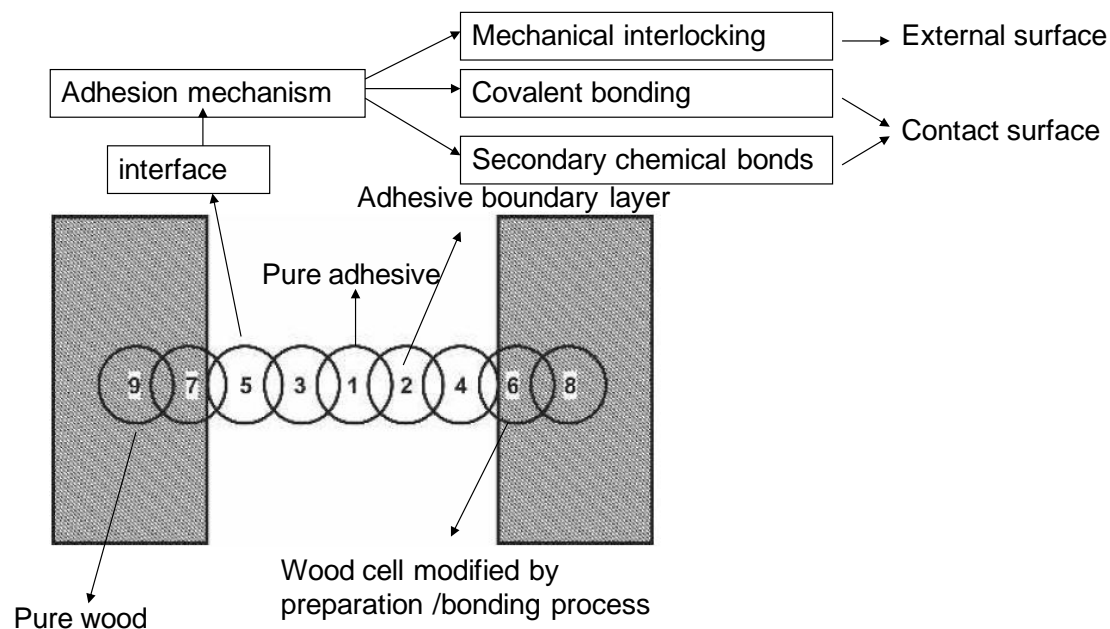 Mechanical interlocking
External surface
Adhesion mechanism
Covalent bonding
Contact surface
interface
Secondary chemical bonds
Adhesive boundary layer
Pure adhesive
9 7 5 3 1 2 4 6 8
Wood cell modified by
preparation /bonding process
Pure wood